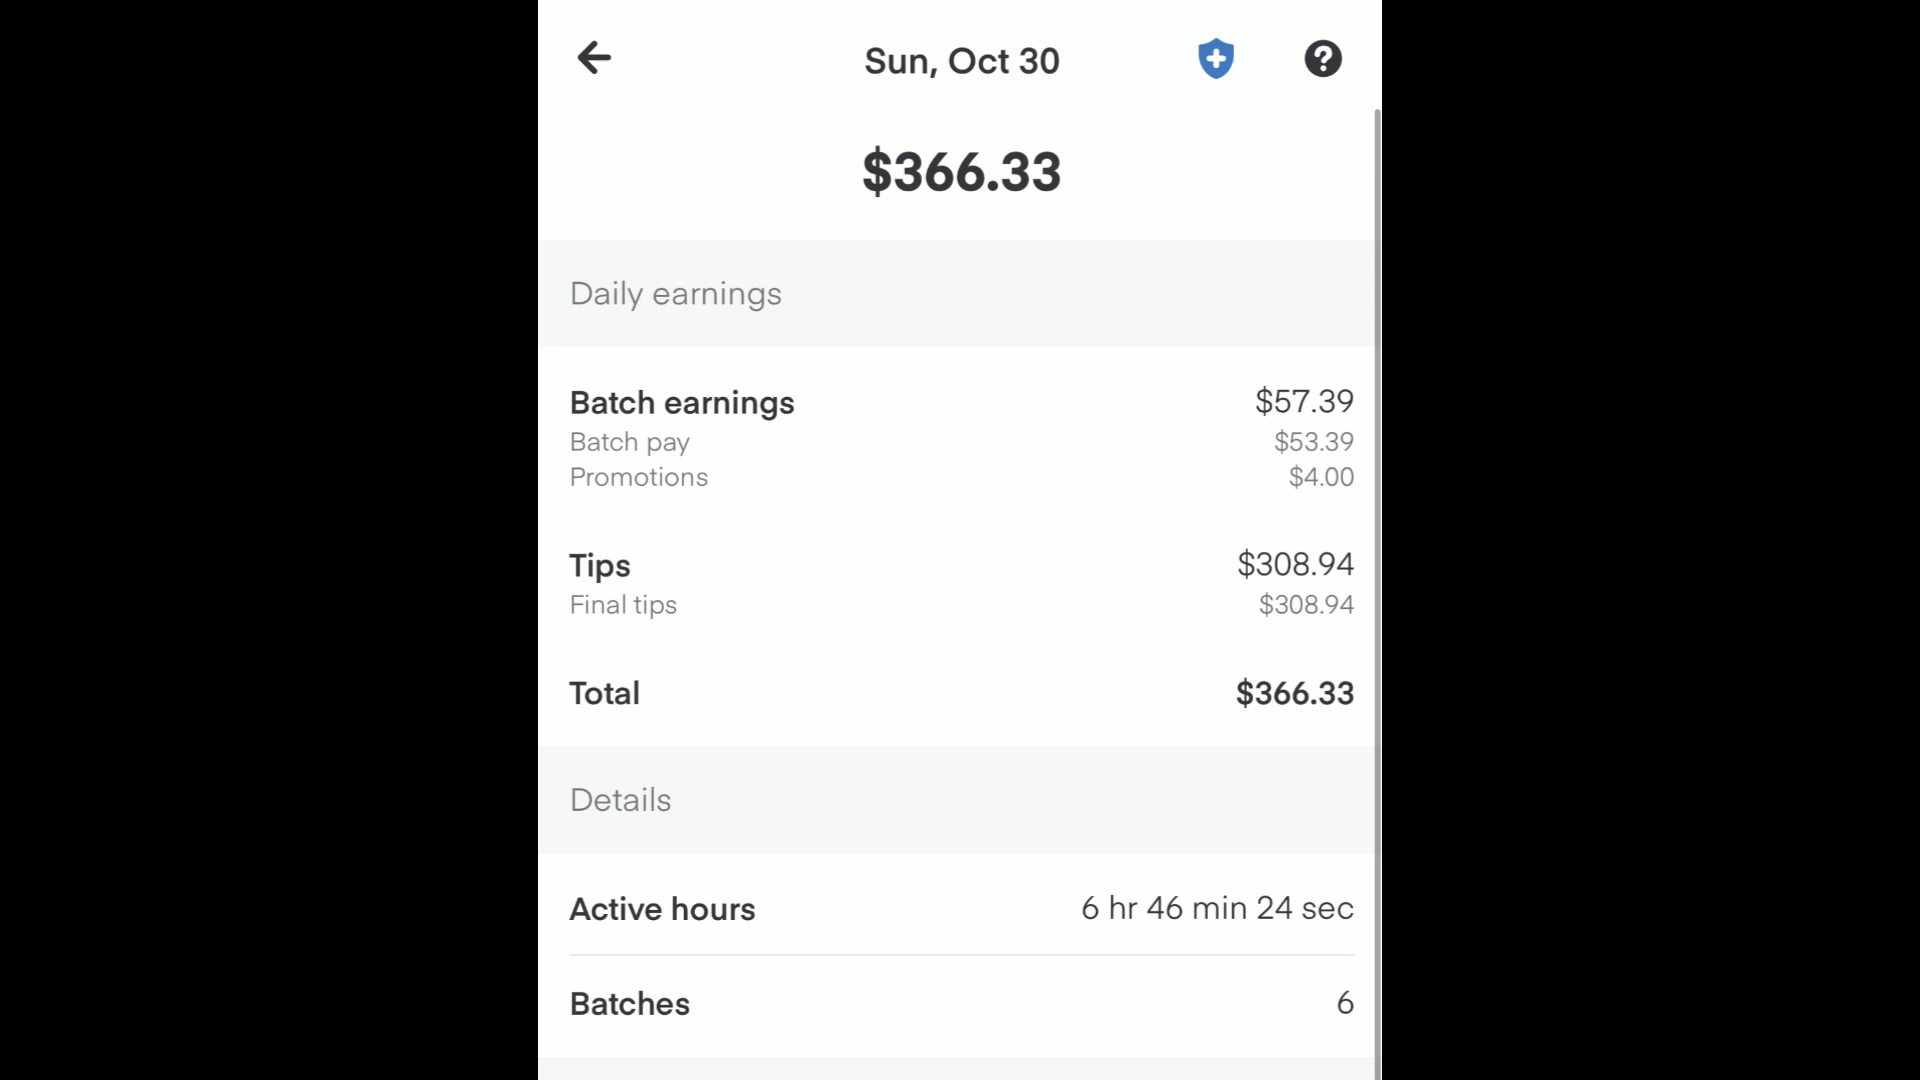 Sun, Oct 30
$366.33
Daily earnings
Batch earnings $57.39
Batch pay $53.39
Promotions $4.00
Tips $308.94
Final tips $308.94
Total $366.33
Details
Active hours 6 hr 46 min 24 sec
Batches 6